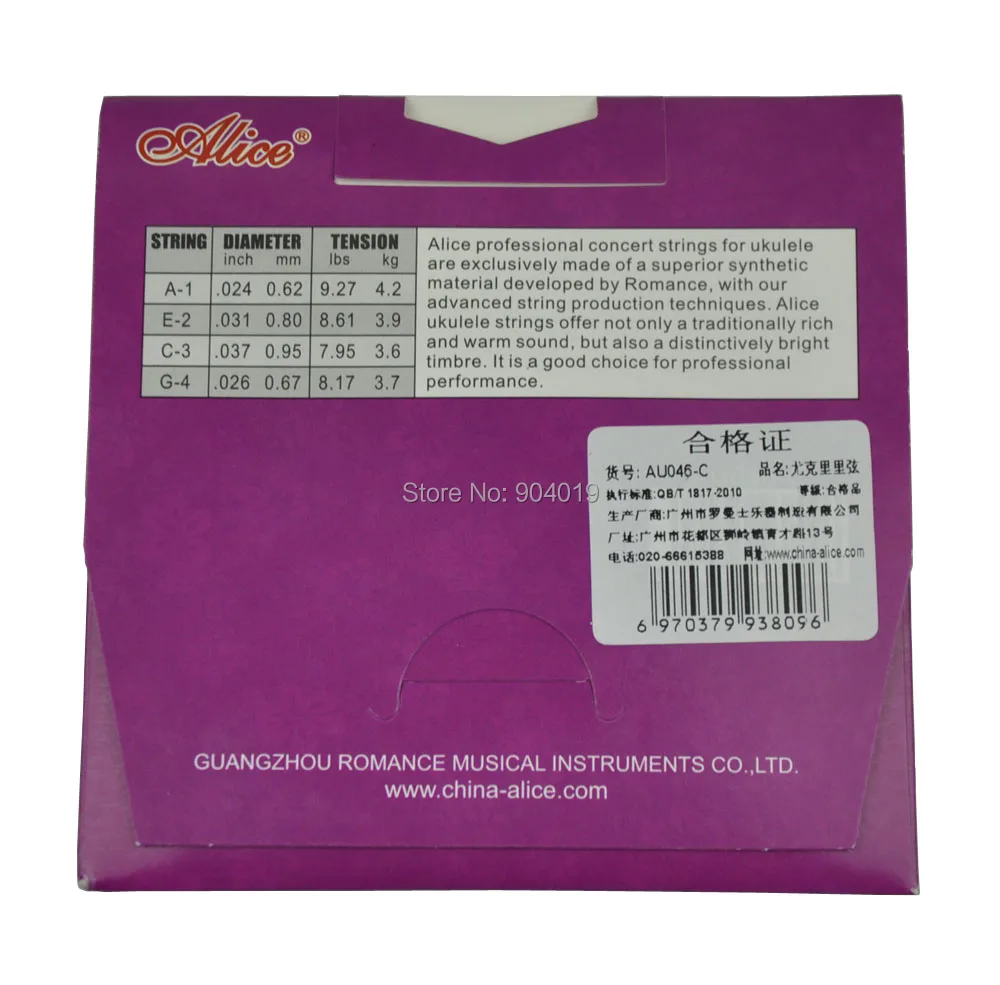 Alice®
STRING DIAMETER TENSION
inch mm lbs kg
A-1 .024 0.62 9.27 4.2
E-2 .031 0.80 8.61 3.9
C-3 .037 0.95 7.95 3.6
G-4 .026 0.67 8.17 3.7
Alice professional concert strings for ukulele
are exclusively made of a superior synthetic
material developed by Romance, with our
advanced string production techniques. Alice
ukulele strings offer not only a traditionally rich
and warm sound, but also a distinctively bright
timbre. It is a good choice for professional
performance.
合格证
货号: AU046-C 品名:尤克里里弦
Store No: 904019
执行标准:QB/T 1817-2010 等级:合格品
生产厂商:广州市罗曼士乐器制造有限公司
厂址:广州市花都区狮岭镇育才路13号
电话:020-66615388 网址:www.china-alice.com
6 970379 938096
GUANGZHOU ROMANCE MUSICAL INSTRUMENTS CO.,LTD.
www.china-alice.com